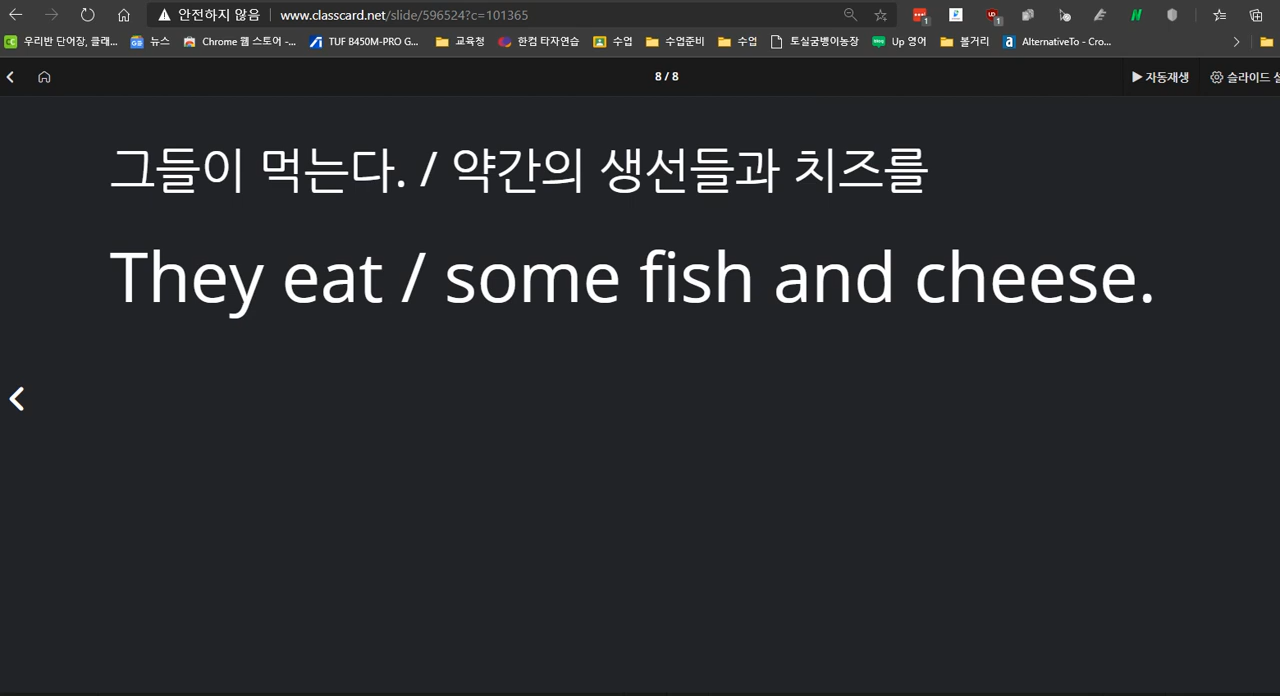 안전하지 않음 www.classcard.net/slide/596524?c=101365
우리반 단어장, 클래... 뉴스 Chrome 웹 스토어 -... TUF B450M-PRO G... 교육청 한컴 타자연습 수업 수업준비 수업 토실굼벵이농장 Up 영어 볼거리 AlternativeTo - Cro...
8 / 8 자동재생 슬라이드
그들이 먹는다. / 약간의 생선들과 치즈를
They eat / some fish and cheese.